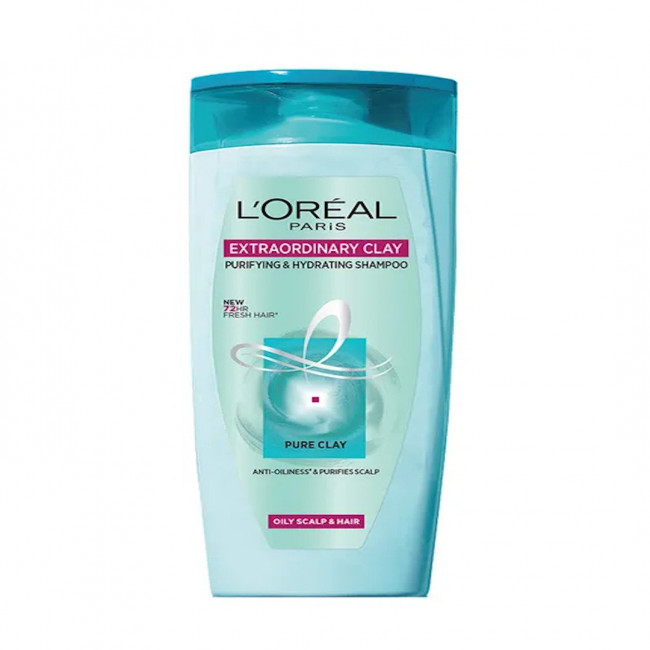 L'ORÉAL
PARIS
EXTRAORDINARY CLAY
PURIFYING & HYDRATING SHAMPOO
NEW
72HR
FRESH HAIR*
PURE CLAY
ANTI-OILINESS* & PURIFIES SCALP
OILY SCALP & HAIR